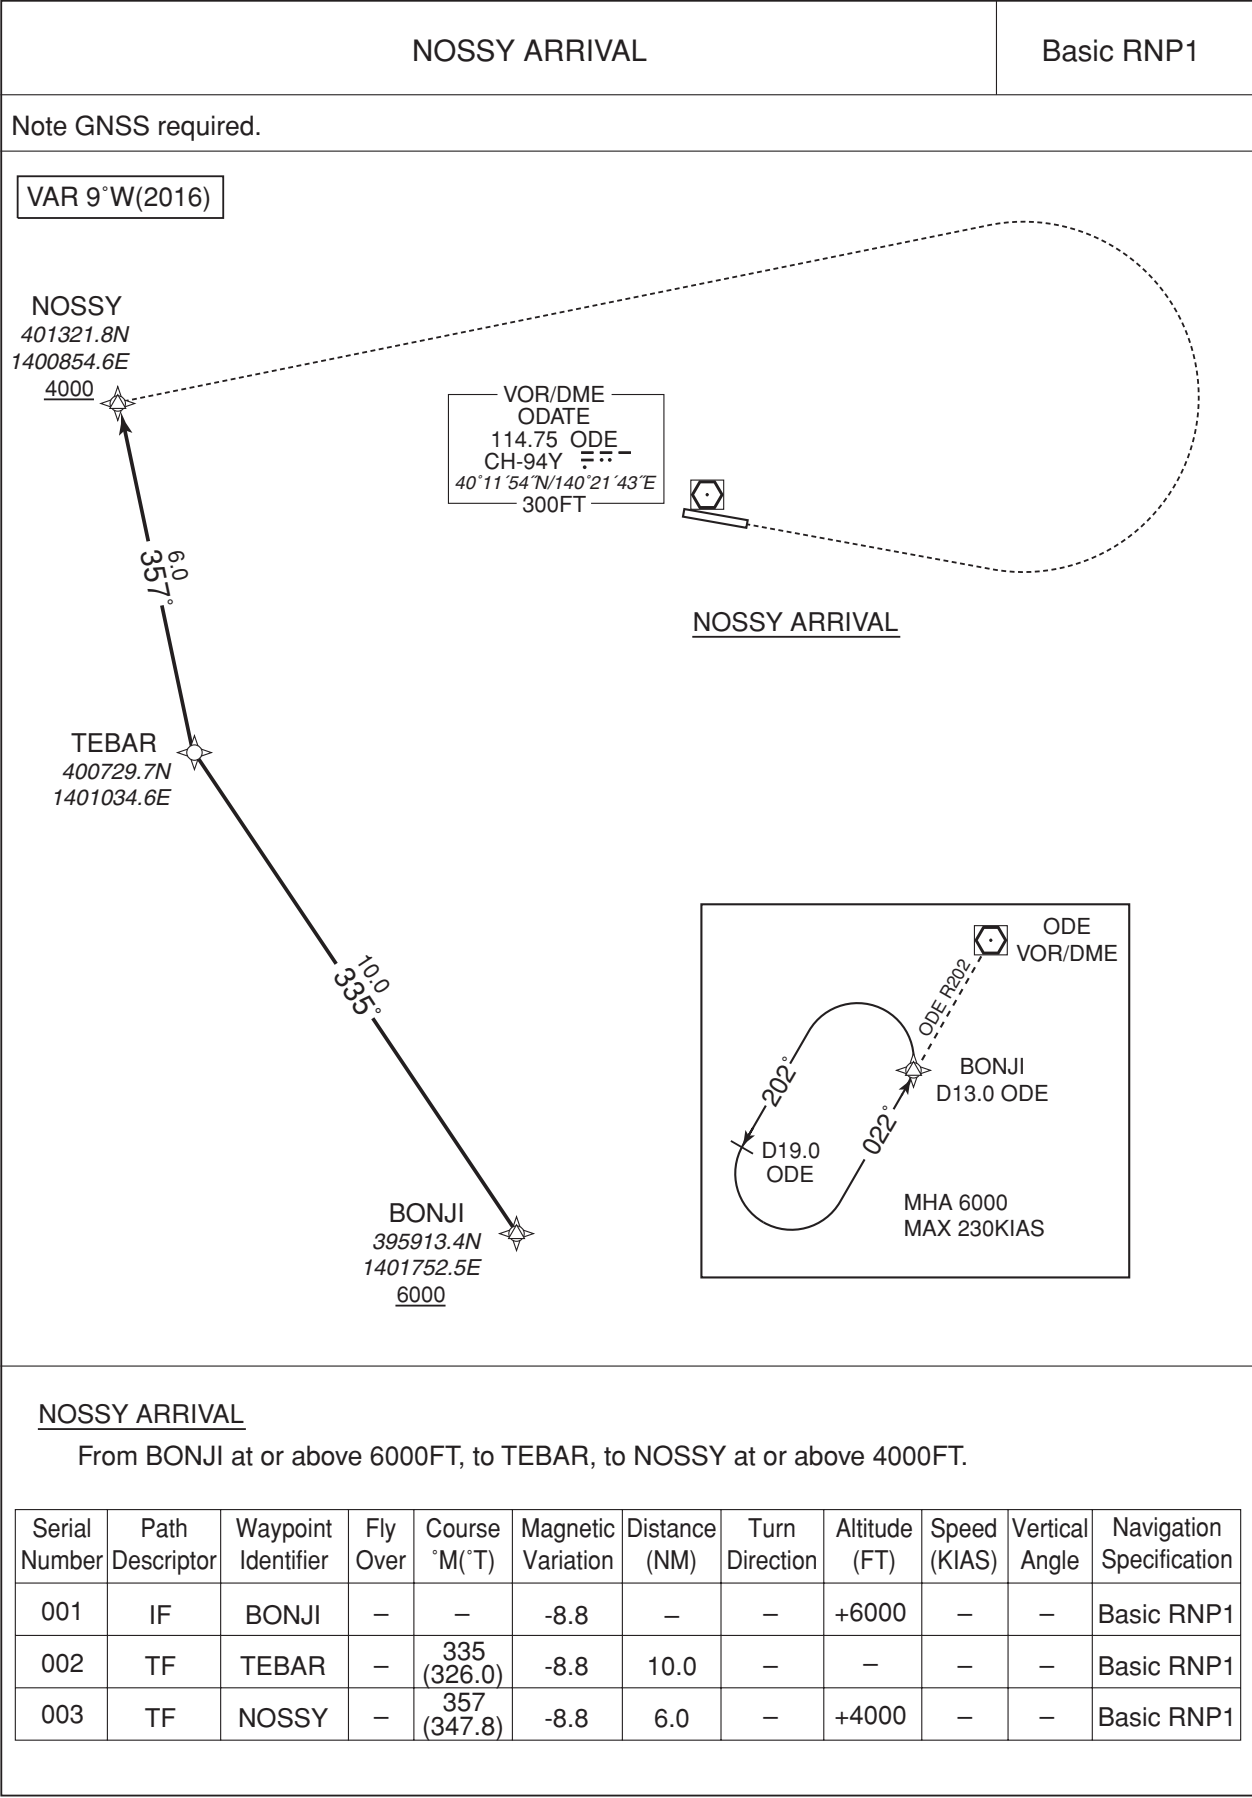 NOSSY ARRIVAL
Basic RNP1
Note GNSS required.
VAR 9°W(2016)
NOSSY
401321.8N
1400854.6E
4000
VOR/DME
ODATE
114.75 ODE
CH-94Y
40°11´54˝N/140°21´43˝E
300FT
6.0
357°
NOSSY ARRIVAL
TEBAR
400729.7N
1401034.6E
10.0
335°
BONJI
395913.4N
1401752.5E
6000
ODE
VOR/DME
ODE R202
BONJI
D13.0 ODE
202°
022°
D19.0
ODE
MHA 6000
MAX 230KIAS
NOSSY ARRIVAL
From BONJI at or above 6000FT, to TEBAR, to NOSSY at or above 4000FT.
Serial Path Waypoint Fly Course Magnetic Distance Turn Altitude Speed Vertical Navigation
Number Descriptor Identifier Over °M(°T) Variation (NM) Direction (FT) (KIAS) Angle Specification
001 IF BONJI – – -8.8 – – +6000 – – Basic RNP1
002 TF TEBAR – 335 (326.0) -8.8 10.0 – – – – Basic RNP1
003 TF NOSSY – 357 (347.8) -8.8 6.0 – +4000 – – Basic RNP1